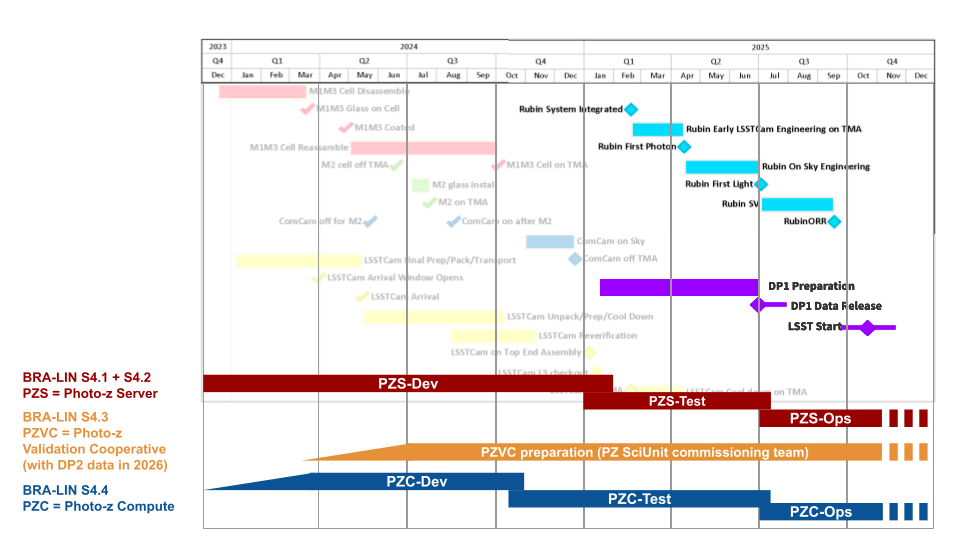 2023 2024 2025
Q4 Q1 Q2 Q3 Q4 Q1 Q2 Q3 Q4
Dec Jan Feb Mar Apr May Jun Jul Aug Sep Oct Nov Dec Jan Feb Mar Apr May Jun Jul Aug Sep Oct Nov Dec
M1M3 Cell Disassemble
M1M3 Glass on Cell
Rubin System Integrated
M1M3 Coated
Rubin Early LSSTCam Engineering on TMA
M1M3 Cell Reassamble
Rubin First Photon
M2 cell off TMA
M1M3 Cell on TMA
Rubin On Sky Engineering
M2 glass instal
Rubin First Light
M2 on TMA
Rubin SV
ComCam off for M2
ComCam on after M2
RubinORR
ComCam on Sky
LSSTCam Final Prep/Pack/Transport
ComCam off TMA
LSSTCam Arrival Window Opens
DP1 Preparation
LSSTCam Arrival
DP1 Data Release
LSSTCam Unpack/Prep/Cool Down
LSST Start
LSSTCam Reverification
LSSTCam on Top End Assembly
LSSTCam L3 checkout
LSSTCam Cool down on TMA
BRA-LIN S4.1 + S4.2
PZS = Photo-z Server
PZS-Dev
PZS-Test
PZS-Ops
BRA-LIN S4.3
PZVC = Photo-z
Validation Cooperative
(with DP2 data in 2026)
PZVC preparation (PZ SciUnit commissioning team)
BRA-LIN S4.4
PZC = Photo-z Compute
PZC-Dev
PZC-Test
PZC-Ops